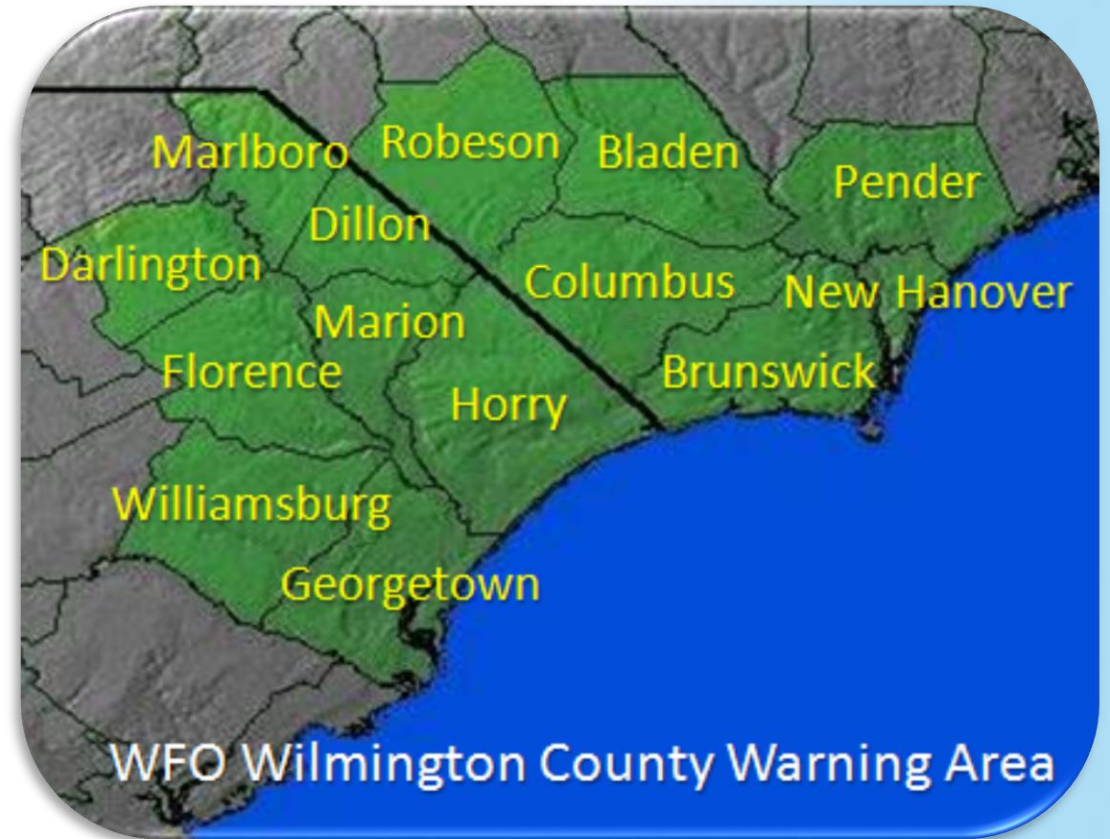 Marlboro
Robeson
Bladen
Pender
Dillon
Darlington
Columbus
New Hanover
Marion
Florence
Brunswick
Horry
Williamsburg
Georgetown
WFO Wilmington County Warning Area